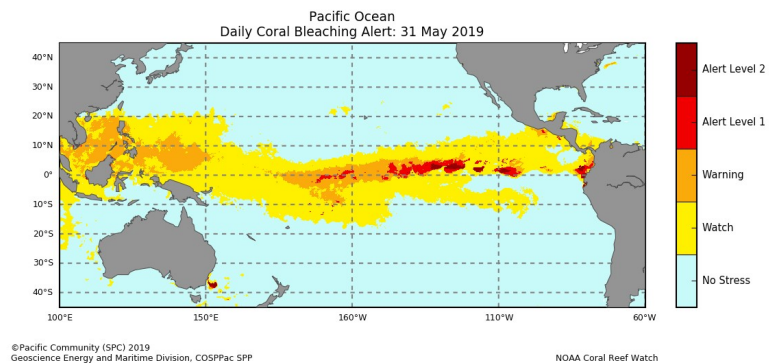 Pacific Ocean
Daily Coral Bleaching Alert: 31 May 2019
40°N
30°N
20°N
10°N
0°
10°S
20°S
30°S
40°S
100°E
150°E
160°W
110°W
60°W
Alert Level 2
Alert Level 1
Warning
Watch
No Stress
©Pacific Community (SPC) 2019
Geoscience Energy and Maritime Division, COSPPac SPP
NOAA Coral Reef Watch